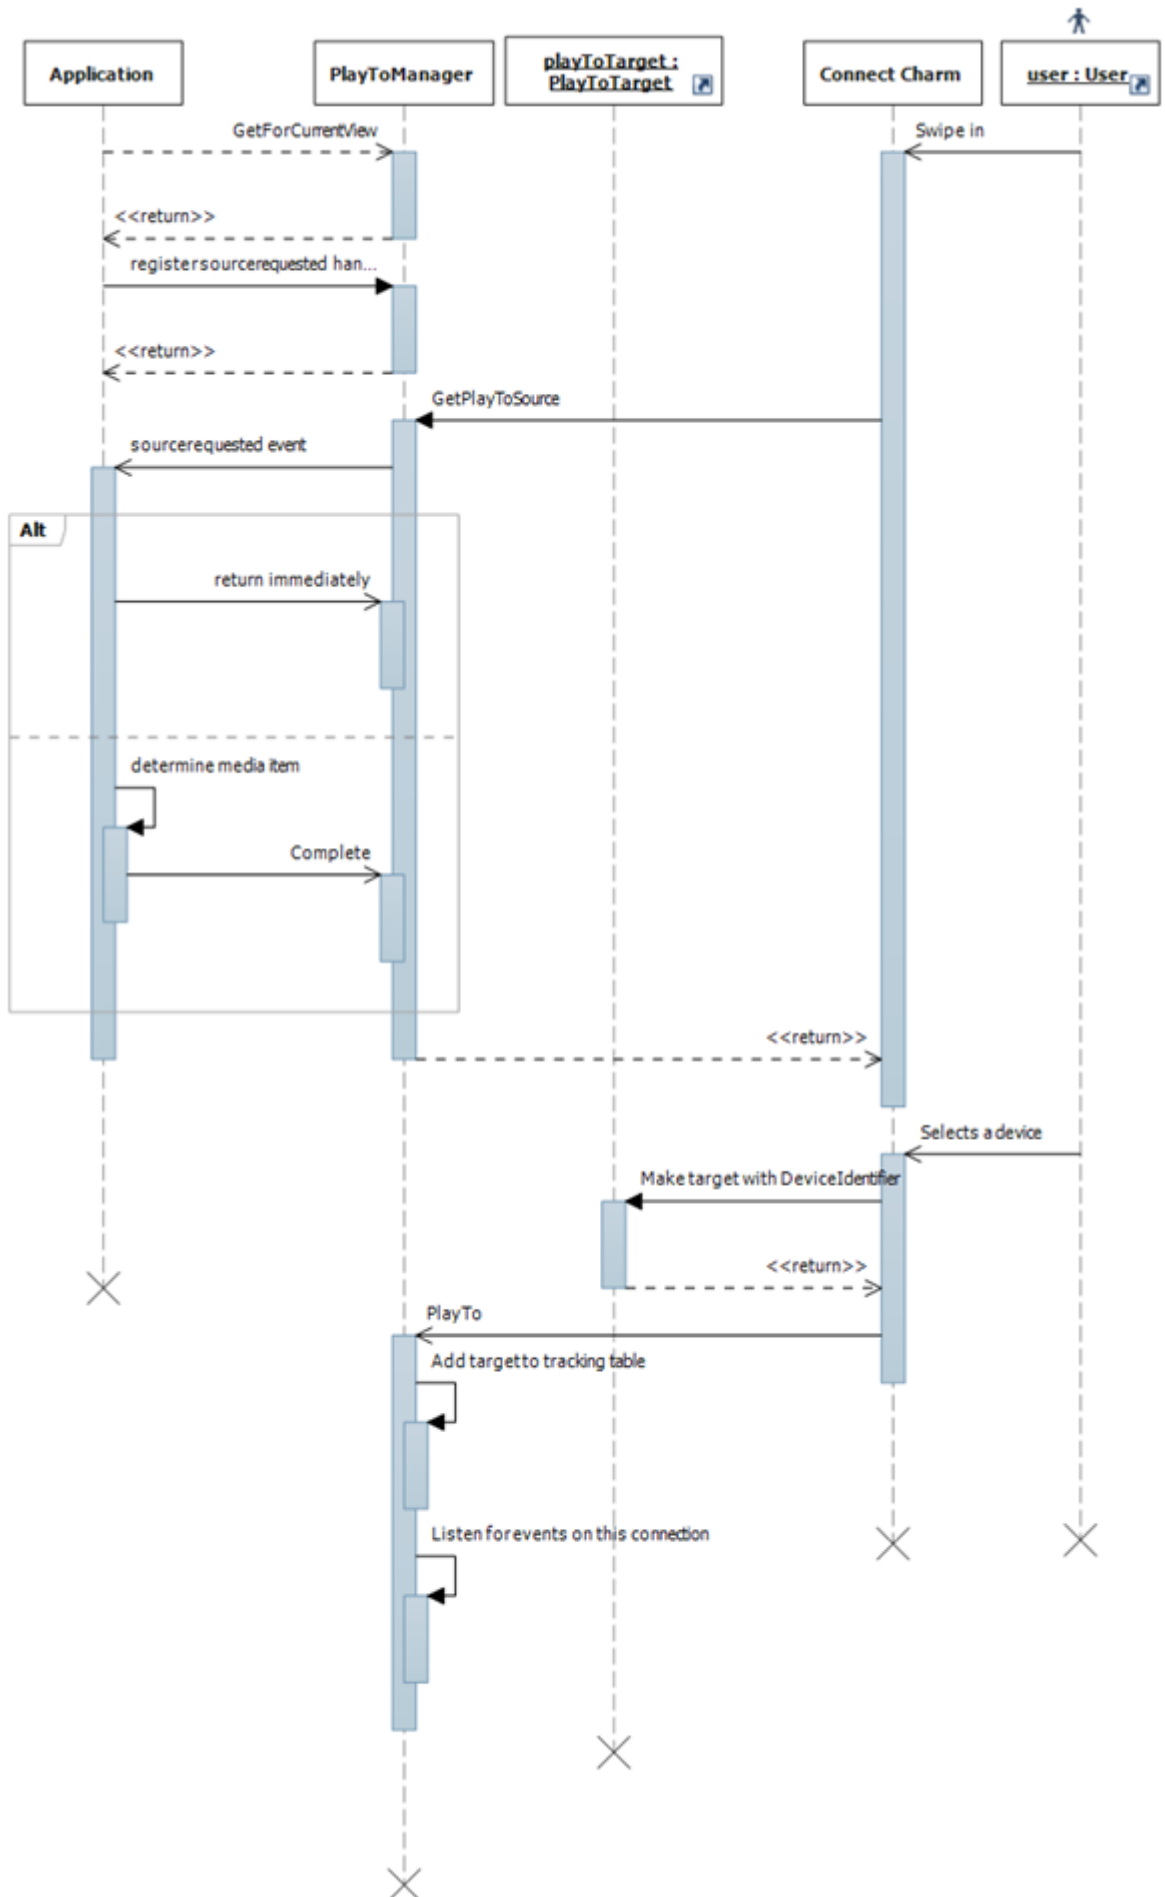 Application
PlayToManager
playToTarget :
PlayToTarget
Connect Charm
user : User
GetForCurrentView
Swipe in
<<return>>
registersourcerequested han...
<<return>>
GetPlayToSource
sourcerequested event
Alt
return immediately
determine media item
Complete
<<return>>
Selects a device
Make target with DeviceIdentifier
<<return>>
PlayTo
Add target to tracking table
Listen for events on this connection